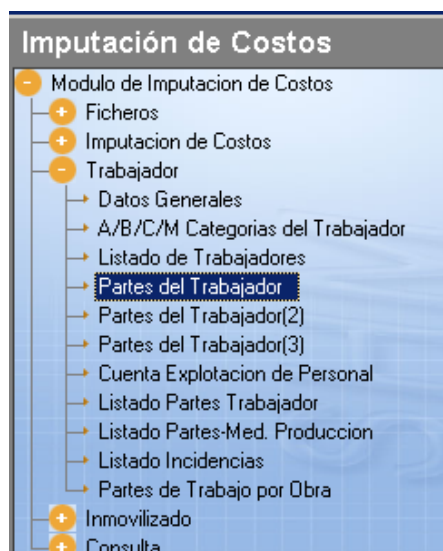 Imputación de Costos
Modulo de Imputacion de Costos
Ficheros
Imputacion de Costos
Trabajador
Datos Generales
A/B/C/M Categorias del Trabajador
Listado de Trabajadores
Partes del Trabajador
Partes del Trabajador(2)
Partes del Trabajador(3)
Cuenta Explotacion de Personal
Listado Partes Trabajador
Listado Partes-Med. Produccion
Listado Incidencias
Partes de Trabajo por Obra
Inmovilizado
Consulta